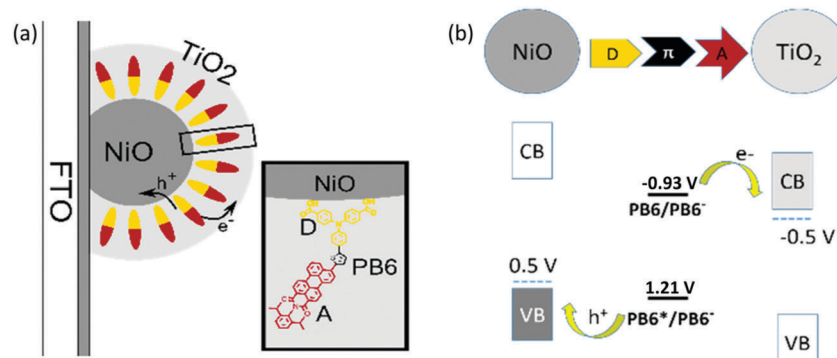 (a)
TiO2
NiO
h+
e-
FTO
NiO
D
PB6
A
(b)
NiO
D
π
A
TiO₂
CB
-0.93 V
PB6/PB6⁻
e-
CB
-0.5 V
0.5 V
VB
h⁺
1.21 V
PB6*/PB6⁻
VB